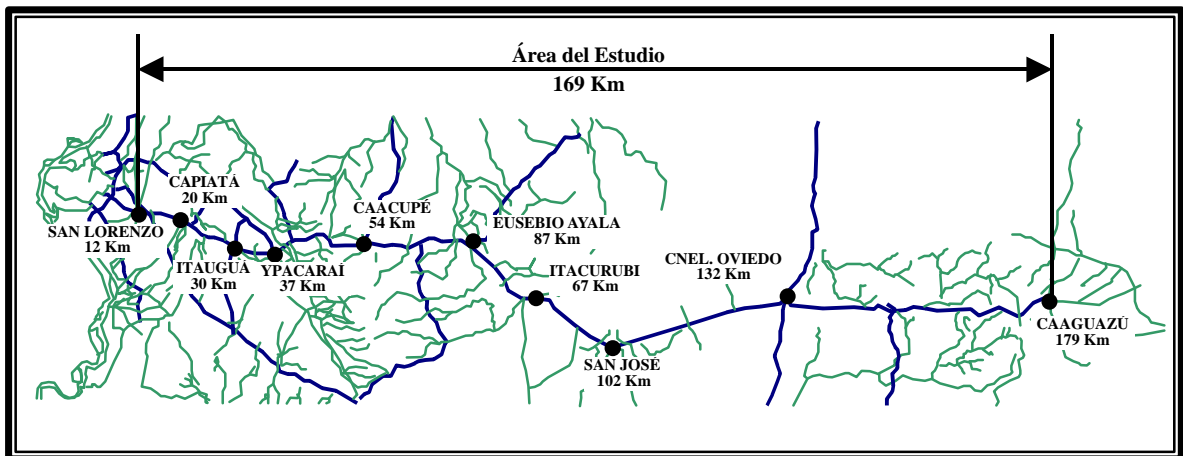 Área del Estudio
169 Km
CAPIATÁ
20 Km
SAN LORENZO
12 Km
ITAUGUÁ
30 Km
YPACARAÍ
37 Km
CAACUPÉ
54 Km
EUSEBIO AYALA
87 Km
ITACURUBI
67 Km
SAN JOSÉ
102 Km
CNEL. OVIEDO
132 Km
CAAGUAZÚ
179 Km